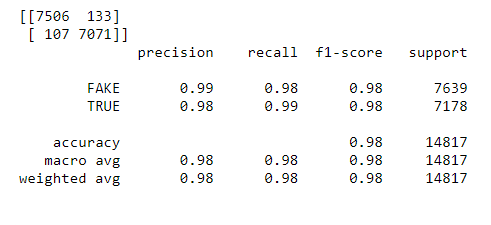 [[7506 133]
[ 107 7071]]
precision recall f1-score support
FAKE 0.99 0.98 0.98 7639
TRUE 0.98 0.99 0.98 7178
accuracy 0.98 14817
macro avg 0.98 0.98 0.98 14817
weighted avg 0.98 0.98 0.98 14817